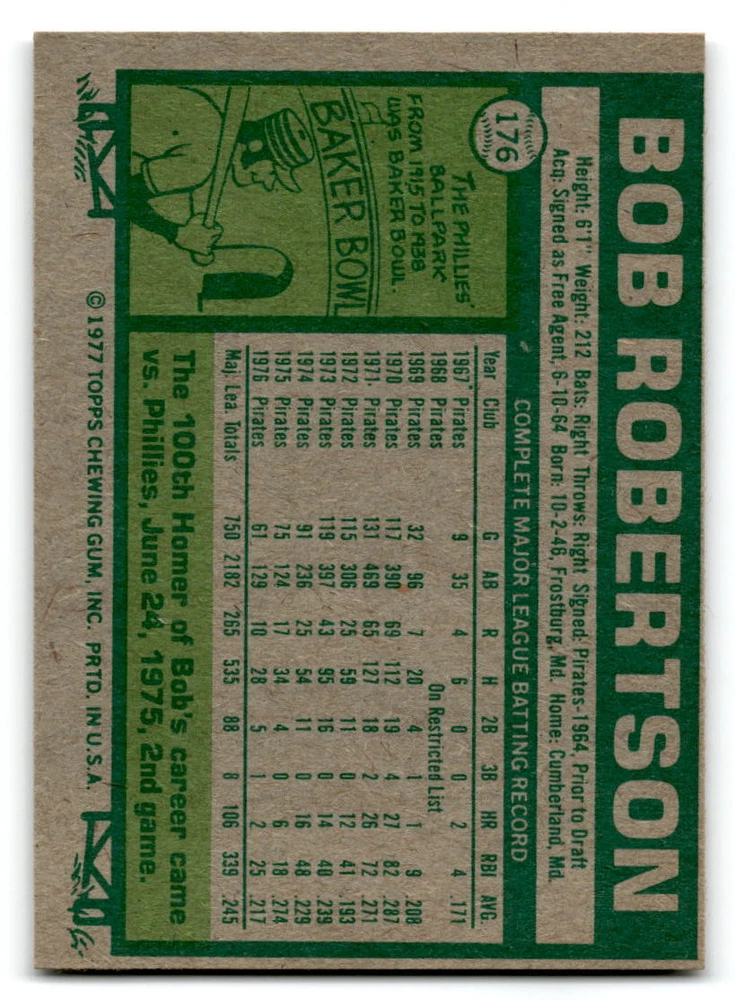 BOB ROBERTSON
176
Height: 6'1" Weight: 212 Bats: Right Throws: Right Signed: Pirates-1964, Prior to Draft
Acq: Signed as Free Agent, 6-10-64 Born: 10-2-46, Frostburg, Md. Home: Cumberland, Md.
COMPLETE MAJOR LEAGUE BATTING RECORD
Year Club G AB R H 2B 3B HR RBI AVG.
1967 Pirates 9 35 4 6 0 0 2 4 .171
1968 Pirates On Restricted List
1969 Pirates 32 96 7 20 4 1 1 9 .208
1970 Pirates 117 390 69 112 19 4 27 82 .287
1971 Pirates 131 469 65 127 18 2 26 72 .271
1972 Pirates 115 306 25 59 11 0 12 41 .193
1973 Pirates 119 397 43 95 16 0 14 40 .239
1974 Pirates 91 236 25 54 11 0 16 48 .229
1975 Pirates 75 124 17 34 4 0 6 18 .274
1976 Pirates 61 129 10 28 5 1 2 25 .217
Maj. Lea. Totals 750 2182 265 535 88 8 106 339 .245
THE PHILLIES'
BALLPARK
FROM 1915 TO 1938
WAS BAKER BOWL.
BAKER BOWL
The 100th Homer of Bob's career came
vs. Phillies, June 24, 1975, 2nd game.
© 1977 TOPPS CHEWING GUM, INC. PRTD. IN U.S.A.